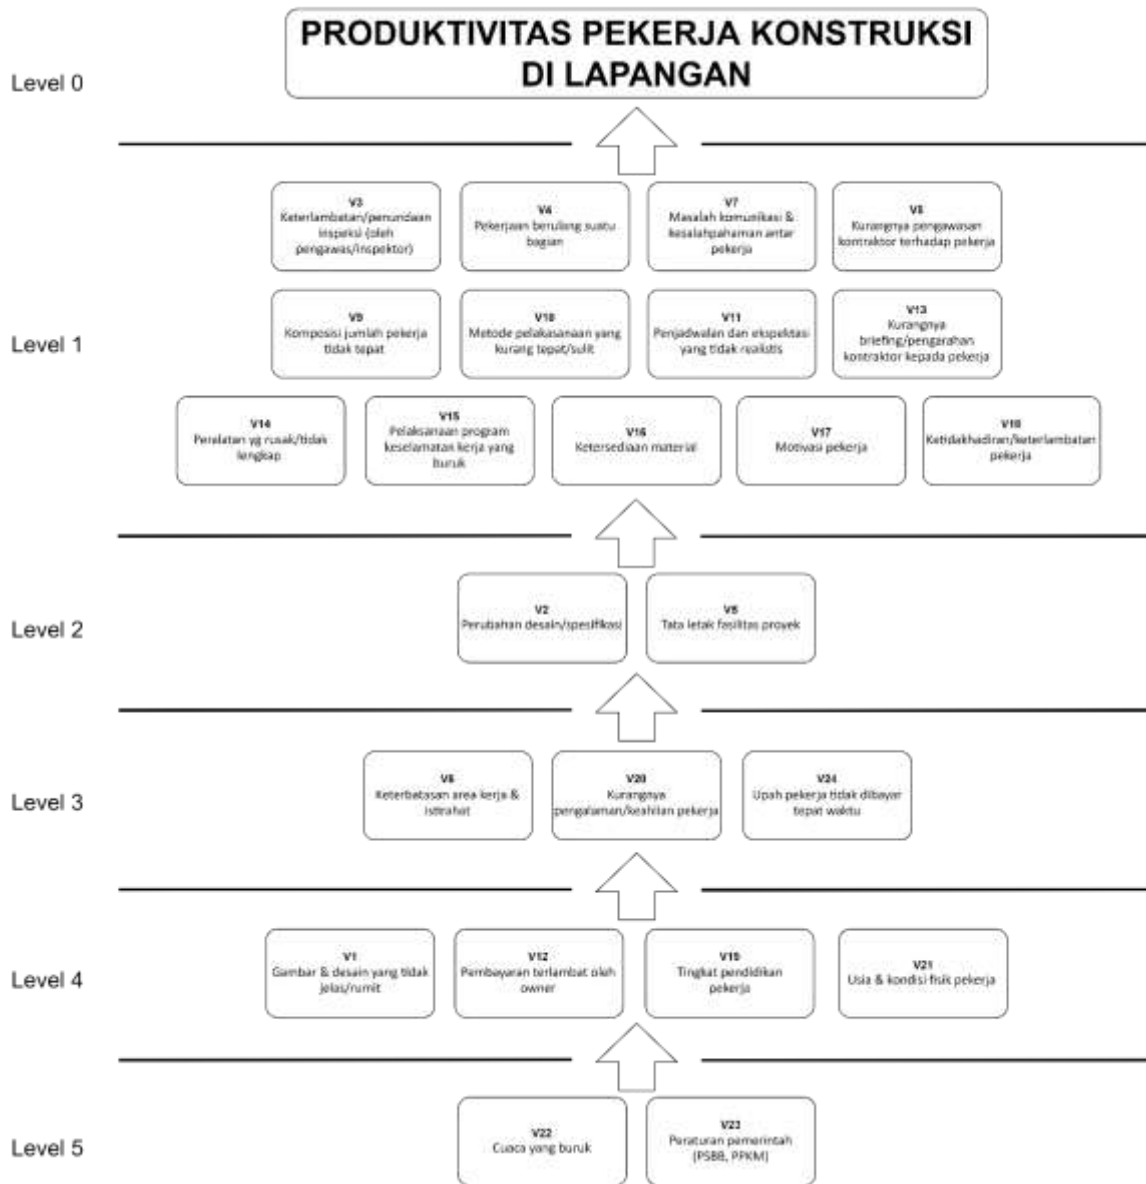 PRODUKTIVITAS PEKERJA KONSTRUKSI
DI LAPANGAN
Level 0
V3
Keterlambatan/penundaan
inspeksi (oleh
pengawas/inspektor)
Pekerjaan berulang suatu
bagian
V7
Masalah komunikasi &
kesalahpahaman antar
pekerja
Kurangnya pengawasan
kontraktor terhadap pekerja
Level 1
V9
Komposisi jumlah pekerja
tidak tepat
V10
Metode pelaksanaan yang
kurang tepat/sulit
V11
Penjadwalan dan ekspektasi
yang tidak realistis
V13
Kurangnya
briefing/pengarahan
kontraktor kepada pekerja
V14
Peralatan yg rusak/tidak
lengkap
V15
Pelaksanaan program
keselamatan kerja yang
buruk
V16
Ketersediaan material
V17
Motivasi pekerja
V18
Ketidakhadiran/keterlambatan
pekerja
Level 2
V2
Perubahan desain/spesifikasi
Tata letak fasilitas proyek
Level 3
Keterbatasan area kerja &
istirahat
V20
Kurangnya
pengalaman/keahilan pekerja
V24
Upah pekerja tidak dibayar
tepat waktu
Level 4
V1
Gambar & desain yang tidak
jelas/rumit
V12
Pembayaran terlambat oleh
owner
V19
Tingkat pendidikan
pekerja
V21
Usia & kondisi fisik pekerja
Level 5
V22
Cuaca yang buruk
V23
Peraturan pemerintah
(PSBB, PPKM)